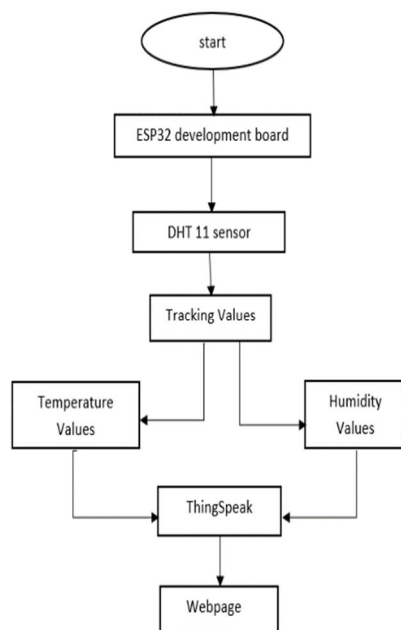 start
ESP32 development board
DHT 11 sensor
Tracking Values
Temperature
Values
Humidity
Values
ThingSpeak
Webpage